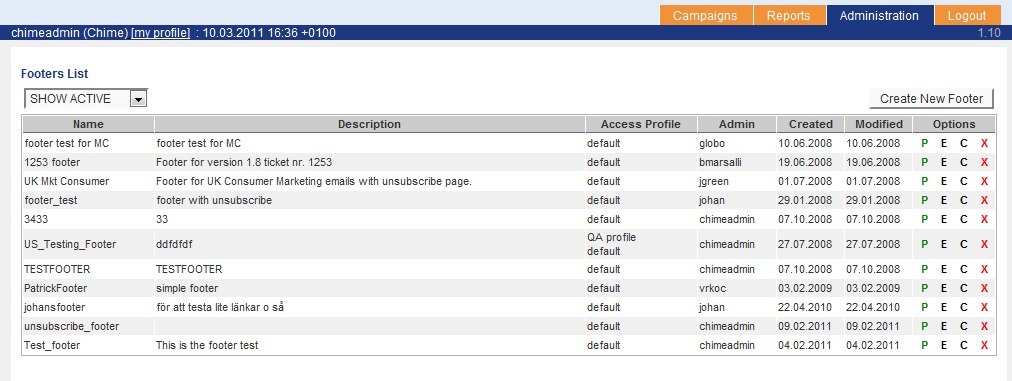 Campaigns Reports Administration Logout
chimeadmin (Chime) [my profile] : 10.03.2011 16:36 +0100 1.10
Footers List
SHOW ACTIVE Create New Footer
Name Description Access Profile Admin Created Modified Options
footer test for MC footer test for MC default globo 10.06.2008 10.06.2008 P E C X
1253 footer Footer for version 1.8 ticket nr. 1253 default bmarsalli 19.06.2008 19.06.2008 P E C X
UK Mkt Consumer Footer for UK Consumer Marketing emails with unsubscribe page. default jgreen 01.07.2008 01.07.2008 P E C X
footer_test footer with unsubscribe default johan 29.01.2008 29.01.2008 P E C X
3433 33 default chimeadmin 07.10.2008 07.10.2008 P E C X
US_Testing_Footer ddfdfdf QA profile default chimeadmin 27.07.2008 27.07.2008 P E C X
TESTFOOTER TESTFOOTER default chimeadmin 07.10.2008 07.10.2008 P E C X
PatrickFooter simple footer default vrkoc 03.02.2009 03.02.2009 P E C X
johansfooter för att testa lite länkar o så default johan 22.04.2010 22.04.2010 P E C X
unsubscribe_footer default chimeadmin 09.02.2011 09.02.2011 P E C X
Test_footer This is the footer test default chimeadmin 04.02.2011 04.02.2011 P E C X